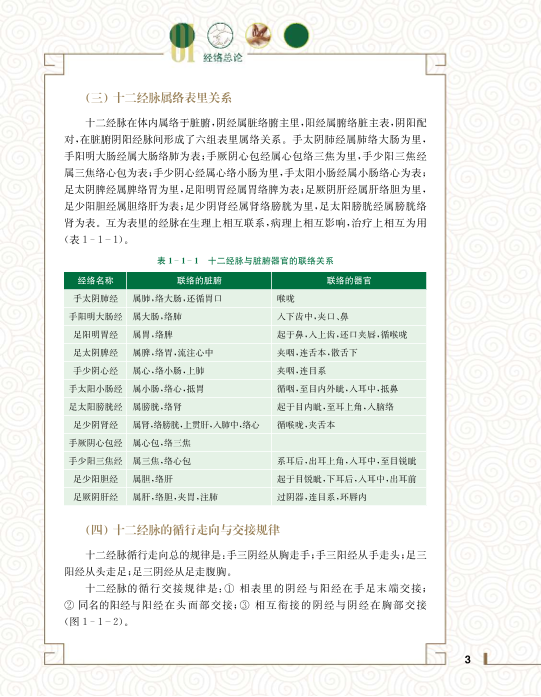 01
经络总论
（三）十二经脉属络表里关系
十二经脉在体内属络于脏腑，阴经属脏络腑主里，阳经属腑络脏主表，阴阳配
对，在脏腑阴阳经脉间形成了六组表里属络关系。手太阴肺经属肺络大肠为里，
手阳明大肠经属大肠络肺为表；手厥阴心包经属心包络三焦为里，手少阳三焦经
属三焦络心包为表；手少阴心经属心络小肠为里，手太阳小肠经属小肠络心为表；
足太阴脾经属脾络胃为里，足阳明胃经属胃络脾为表；足厥阴肝经属肝络胆为里，
足少阳胆经属胆络肝为表；足少阴肾经属肾络膀胱为里，足太阳膀胱经属膀胱络
肾为表。互为表里的经脉在生理上相互联系，病理上相互影响，治疗上相互为用
（表1-1-1）。
表1-1-1 十二经脉与脏腑器官的联络关系
经络名称 联络的脏腑 联络的器官
手太阴肺经 属肺，络大肠，还循胃口 喉咙
手阳明大肠经 属大肠，络肺 入下齿中，夹口、鼻
足阳明胃经 属胃，络脾 起于鼻，入上齿，还口夹唇，循喉咙
足太阴脾经 属脾，络胃，流注心中 夹咽，连舌本，散舌下
手少阴心经 属心，络小肠，上肺 夹咽，连目系
手太阳小肠经 属小肠，络心，抵胃 循咽，至目内外眦，入耳中，抵鼻
足太阳膀胱经 属膀胱，络肾 起于目内眦，至耳上角，入脑络
足少阴肾经 属肾，络膀胱，上贯肝，入肺中，络心 循喉咙，夹舌本
手厥阴心包经 属心包，络三焦
手少阳三焦经 属三焦，络心包 系耳后，出耳上角，入耳中，至目锐眦
足少阳胆经 属胆，络肝 起于目锐眦，下耳后，入耳中，出耳前
足厥阴肝经 属肝，络胆，夹胃，注肺 过阴器，连目系，环唇内
（四）十二经脉的循行走向与交接规律
十二经脉循行走向总的规律是：手三阴经从胸走手；手三阳经从手走头；足三
阳经从头走足；足三阴经从足走腹胸。
十二经脉的循行交接规律是：① 相表里的阴经与阳经在手足末端交接；
② 同名的阳经与阳经在头面部交接；③ 相互衔接的阴经与阴经在胸部交接
（图1-1-2）。
3